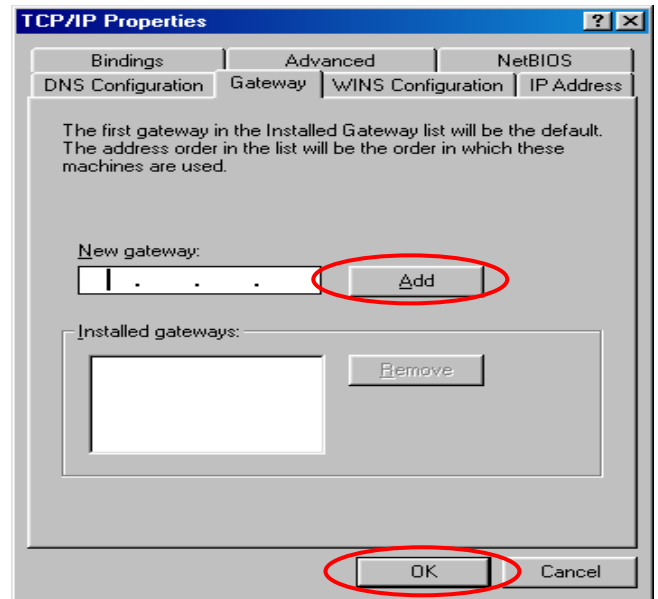 TCP/IP Properties
Bindings Advanced NetBIOS
DNS Configuration Gateway WINS Configuration IP Address
The first gateway in the Installed Gateway list will be the default.
The address order in the list will be the order in which these
machines are used.
New gateway:
. . . Add
Installed gateways:
Remove
OK Cancel